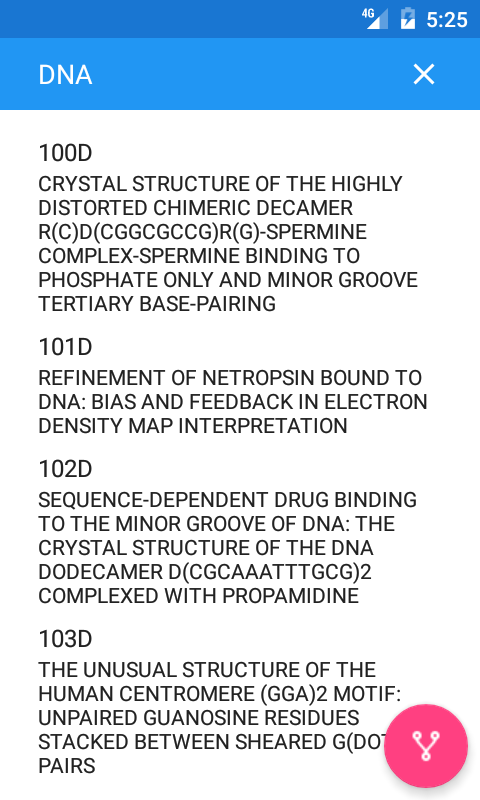 4G 5:25
DNA
100D
CRYSTAL STRUCTURE OF THE HIGHLY
DISTORTED CHIMERIC DECAMER
R(C)D(CGGCGCCG)R(G)-SPERMINE
COMPLEX-SPERMINE BINDING TO
PHOSPHATE ONLY AND MINOR GROOVE
TERTIARY BASE-PAIRING
101D
REFINEMENT OF NETROPSIN BOUND TO
DNA: BIAS AND FEEDBACK IN ELECTRON
DENSITY MAP INTERPRETATION
102D
SEQUENCE-DEPENDENT DRUG BINDING
TO THE MINOR GROOVE OF DNA: THE
CRYSTAL STRUCTURE OF THE DNA
DODECAMER D(CGCAAATTTGCG)2
COMPLEXED WITH PROPAMIDINE
103D
THE UNUSUAL STRUCTURE OF THE
HUMAN CENTROMERE (GGA)2 MOTIF:
UNPAIRED GUANOSINE RESIDUES
STACKED BETWEEN SHEARED
PAIRS